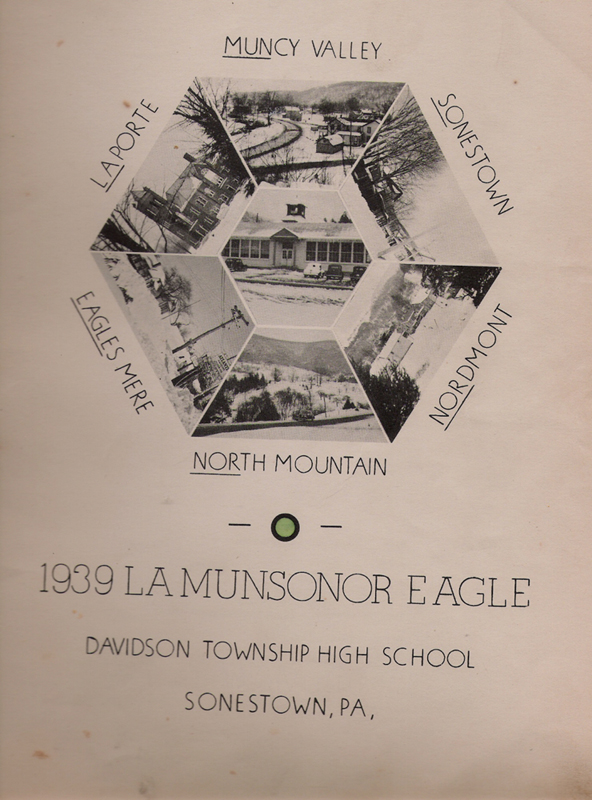 MUNCY VALLEY
LAPORTE
SONESTOWN
EAGLES MERE
NORDMONT
NORTH MOUNTAIN
1939 LA MUNSONOR EAGLE
DAVIDSON TOWNSHIP HIGH SCHOOL
SONESTOWN, PA,